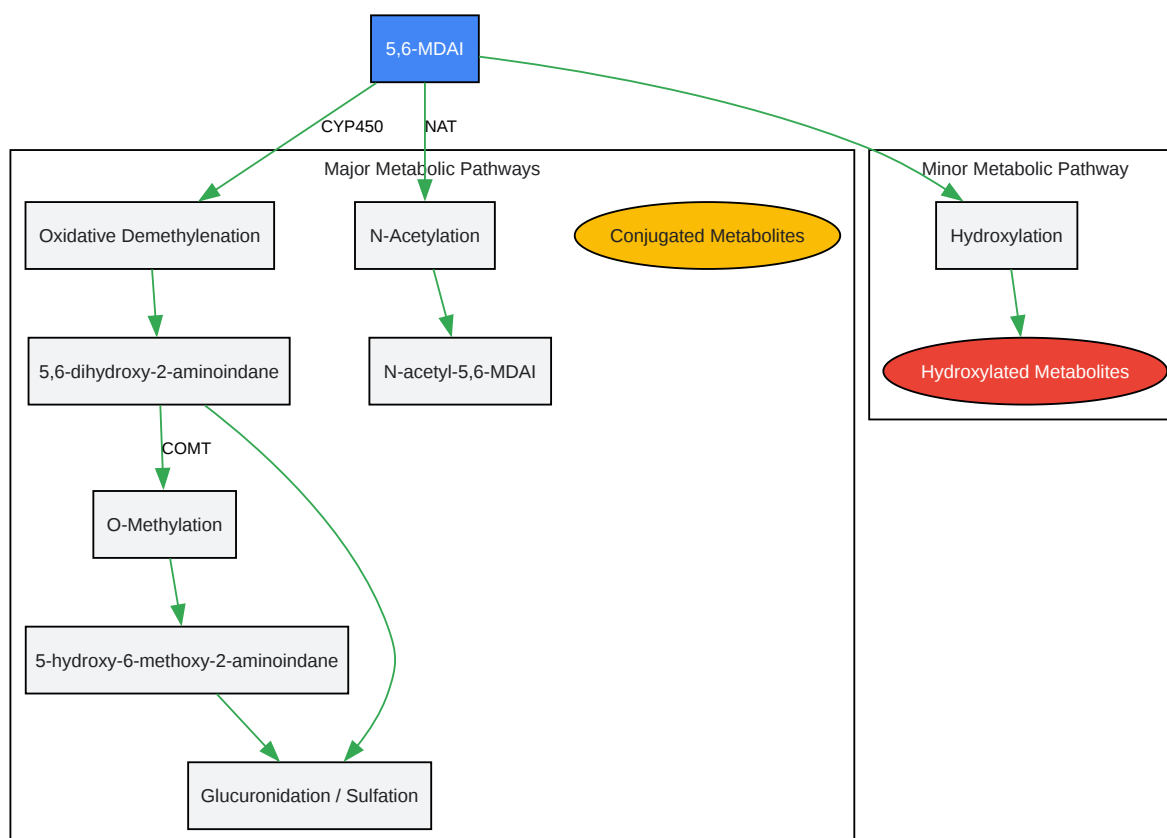 5,6-MDAI
CYP450
NAT
Major Metabolic Pathways
Minor Metabolic Pathway
Oxidative Demethylenation
N-Acetylation
Conjugated Metabolites
Hydroxylation
5,6-dihydroxy-2-aminoindane
N-acetyl-5,6-MDAI
Hydroxylated Metabolites
COMT
O-Methylation
5-hydroxy-6-methoxy-2-aminoindane
Glucuronidation / Sulfation